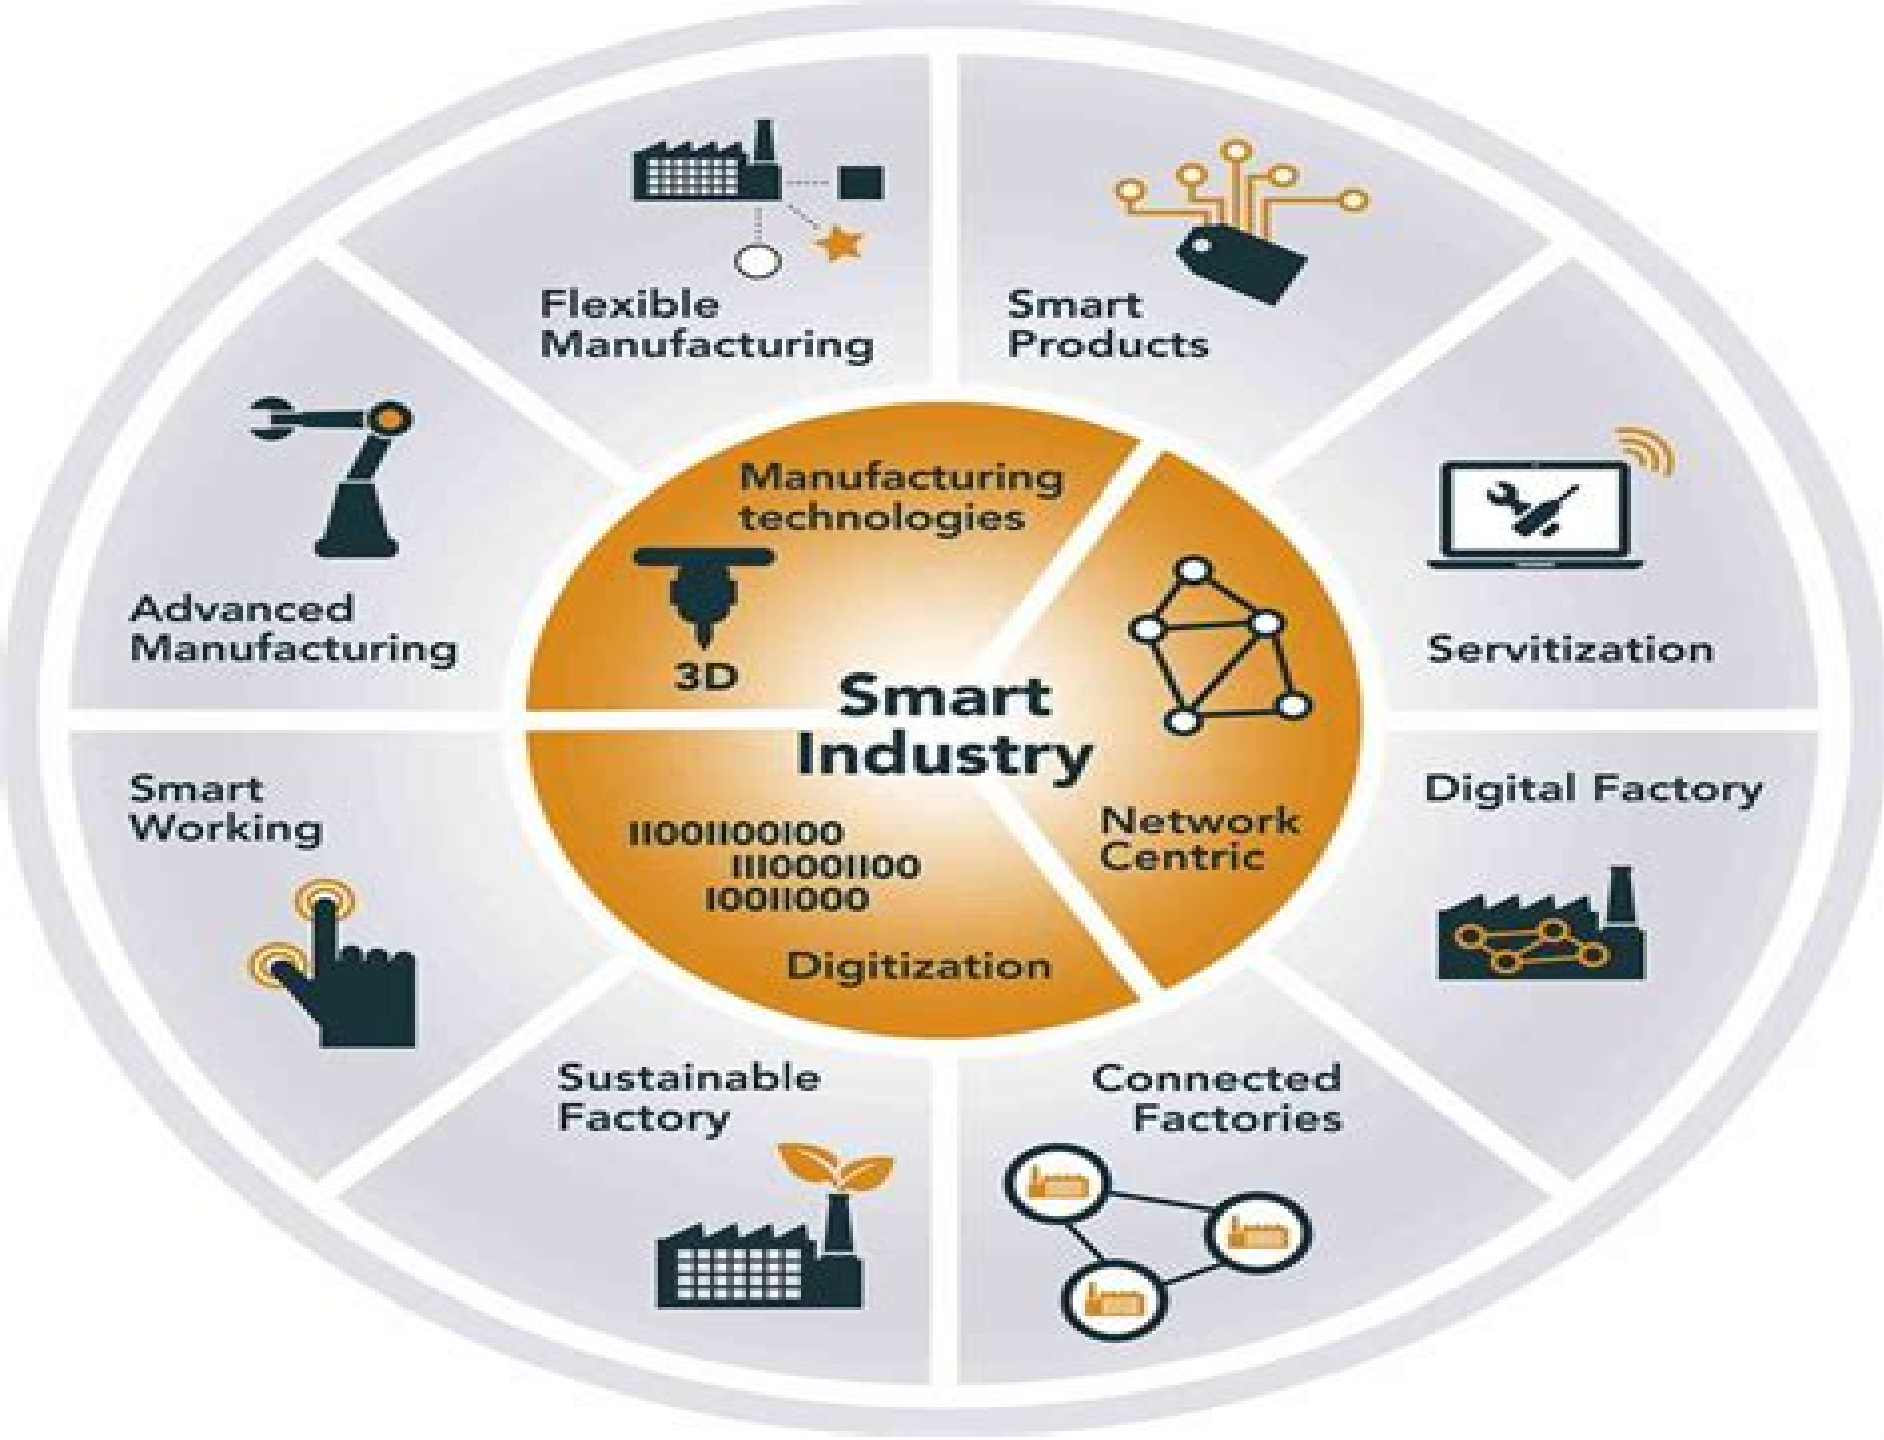 Flexible
Manufacturing
Smart
Products
Advanced
Manufacturing
Manufacturing
technologies
3D
Smart
Industry
Servitization
Smart
Working
IIOOIIOOIOO
IIIOOOIIOO
IOOIIOOO
Digitization
Network
Centric
Digital Factory
Sustainable
Factory
Connected
Factories